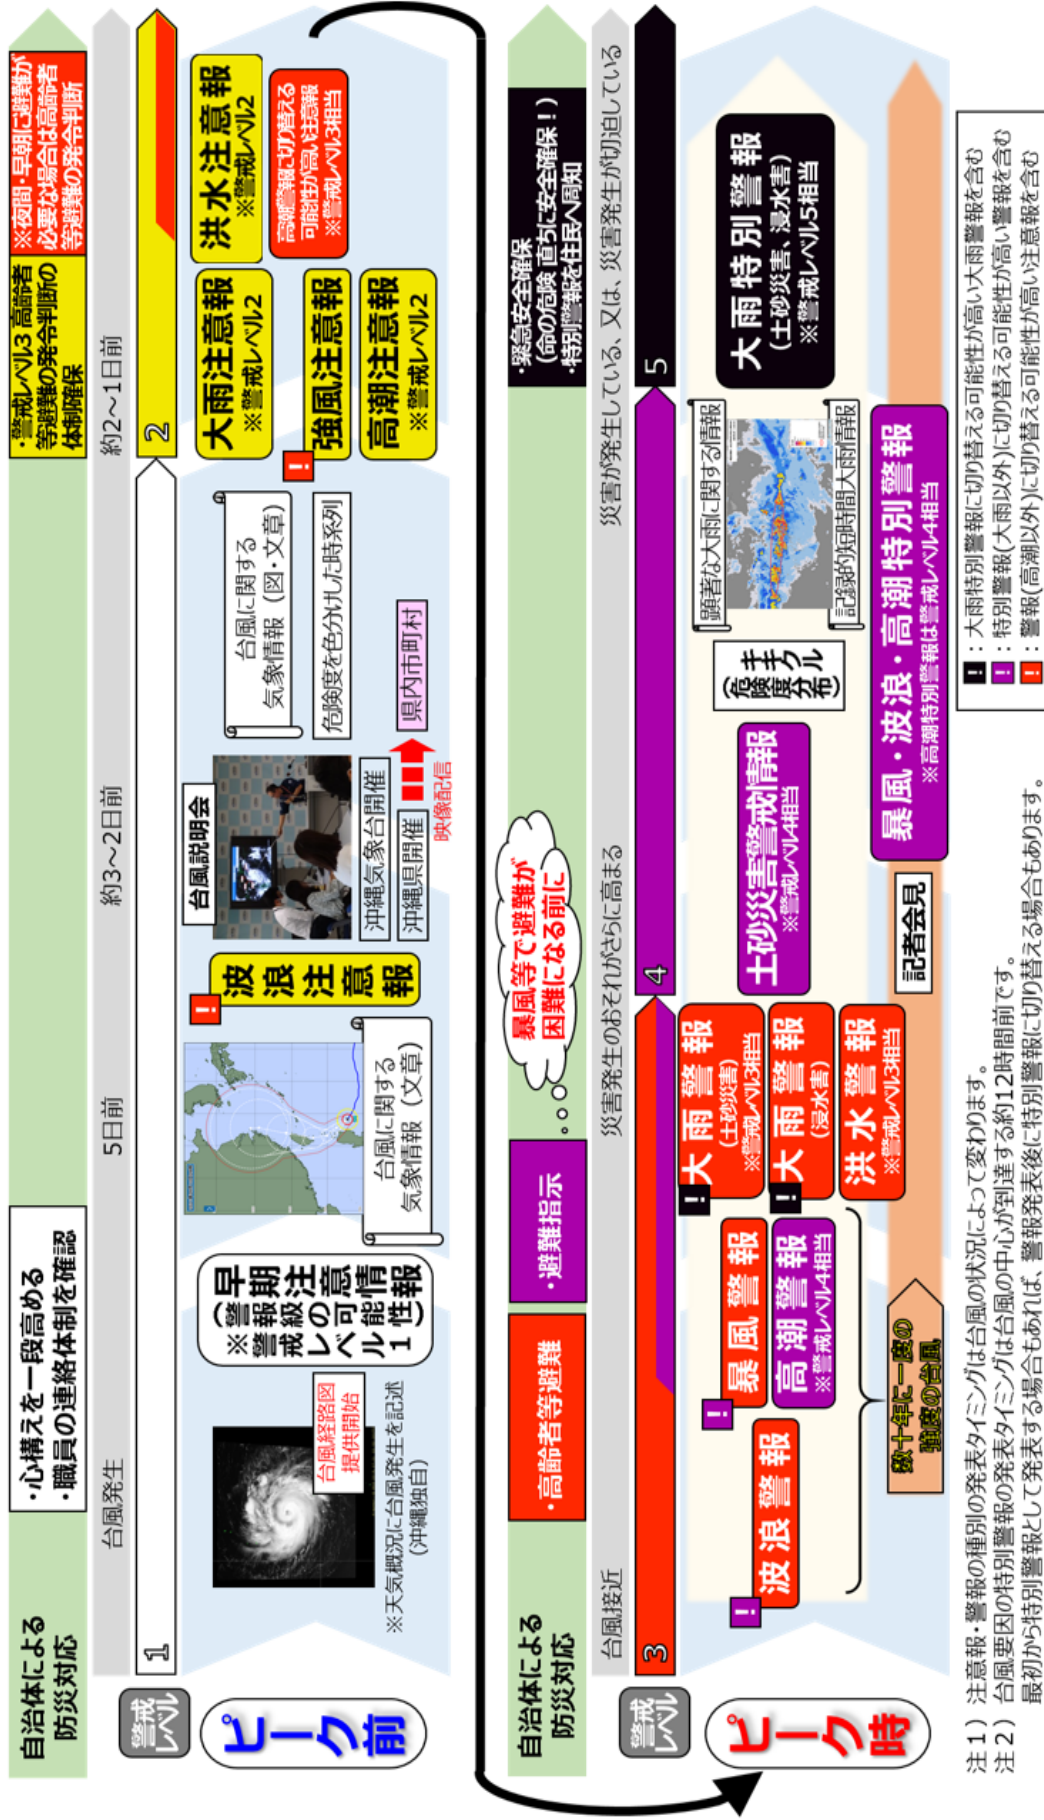 自治体による
防災対応
・心構えを一段高める
・職員の連絡体制を確認
・警戒レベル3 高齢者
等避難の発令判断の
体制確保
※夜間・早朝に避難が
必要な場合は高齢者
等避難の発令判断
台風発生
5日前
約3～2日前
約2～1日前
警戒
レベル
1
2
ピーク前
台風経路図
提供開始
※天気概況に台風発生を記述
（沖縄独自）
早期注意情報
（警報級の可能性）
※警戒レベル1
台風に関する
気象情報（文章）
!
波浪注意報
台風説明会
沖縄気象台開催
沖縄県開催
映像配信
県内市町村
台風に関する
気象情報（図・文章）
危険度を色分けした時系列
大雨注意報
※警戒レベル2
!
強風注意報
高潮注意報
※警戒レベル2
洪水注意報
※警戒レベル2
高潮警報に切り替える
可能性が高い注意報
※警戒レベル3相当
自治体による
防災対応
・高齢者等避難
・避難指示
暴風等で避難が
困難になる前に
・緊急安全確保
（命の危険 直ちに安全確保！）
・特別警報を住民へ周知
台風接近
災害発生のおそれがさらに高まる
災害が発生している、又は、災害発生が切迫している
警戒
レベル
3
4
5
ピーク時
!
波浪警報
!
暴風警報
高潮警報
※警戒レベル4相当
!
大雨警報
（土砂災害）
※警戒レベル3相当
!
大雨警報
（浸水害）
洪水警報
※警戒レベル3相当
数十年に一度の
強度の台風
土砂災害警戒情報
※警戒レベル4相当
キキクル
（危険度分布）
顕著な大雨に関する情報
記録的短時間大雨情報
大雨特別警報
（土砂災害、浸水害）
※警戒レベル5相当
記者会見
暴風・波浪・高潮特別警報
※高潮特別警報は警戒レベル4相当
注１）注意報・警報の種別の発表タイミングは台風の状況によって変わります。
注２）台風要因の特別警報の発表タイミングは台風の中心が到達する約12時間前です。
最初から特別警報として発表する場合もあれば、警報発表後に特別警報に切り替える場合もあります。
!：大雨特別警報に切り替える可能性が高い大雨警報を含む
!：特別警報(大雨以外)に切り替える可能性が高い警報を含む
!：警報(高潮以外)に切り替える可能性が高い注意報を含む